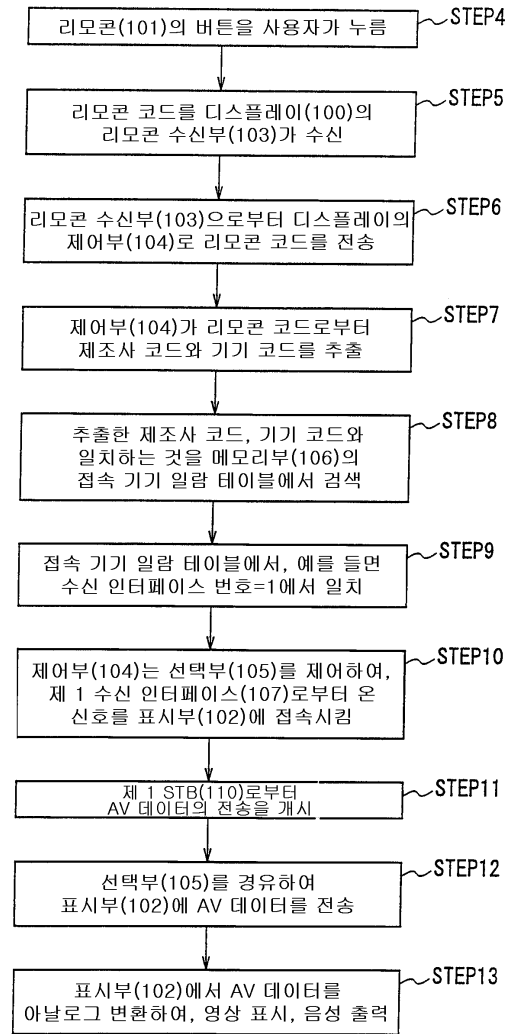 리모콘(101)의 버튼을 사용자가 누름
STEP4
리모콘 코드를 디스플레이(100)의
리모콘 수신부(103)가 수신
STEP5
리모콘 수신부(103)으로부터 디스플레이의
제어부(104)로 리모콘 코드를 전송
STEP6
제어부(104)가 리모콘 코드로부터
제조사 코드와 기기 코드를 추출
STEP7
추출한 제조사 코드, 기기 코드와
일치하는 것을 메모리부(106)의
접속 기기 일람 테이블에서 검색
STEP8
접속 기기 일람 테이블에서, 예를 들면
수신 인터페이스 번호=1에서 일치
STEP9
제어부(104)는 선택부(105)를 제어하여,
제 1 수신 인터페이스(107)로부터 온
신호를 표시부(102)에 접속시킴
STEP10
제 1 STB(110)로부터
AV 데이터의 전송을 개시
STEP11
선택부(105)를 경유하여
표시부(102)에 AV 데이터를 전송
STEP12
표시부(102)에서 AV 데이터를
아날로그 변환하여, 영상 표시, 음성 출력
STEP13